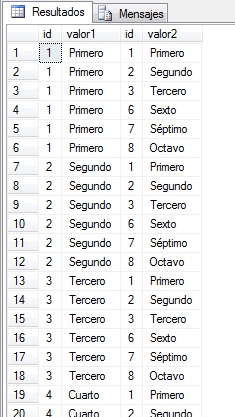 Resultados Mensajes
id valor1 id valor2
1 1 Primero 1 Primero
2 1 Primero 2 Segundo
3 1 Primero 3 Tercero
4 1 Primero 6 Sexto
5 1 Primero 7 Séptimo
6 1 Primero 8 Octavo
7 2 Segundo 1 Primero
8 2 Segundo 2 Segundo
9 2 Segundo 3 Tercero
10 2 Segundo 6 Sexto
11 2 Segundo 7 Séptimo
12 2 Segundo 8 Octavo
13 3 Tercero 1 Primero
14 3 Tercero 2 Segundo
15 3 Tercero 3 Tercero
16 3 Tercero 6 Sexto
17 3 Tercero 7 Séptimo
18 3 Tercero 8 Octavo
19 4 Cuarto 1 Primero
20 4 Cuarto 2 Segundo